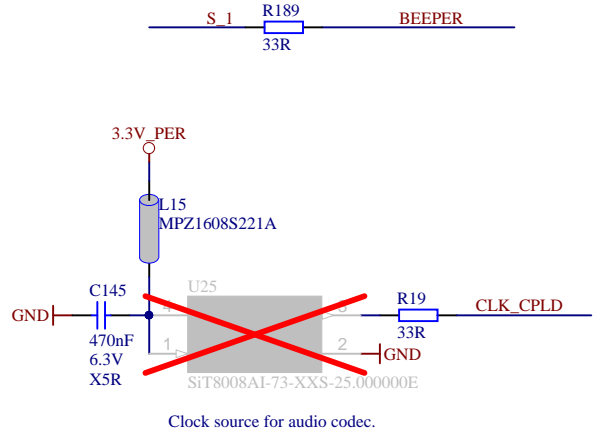 R189
S_1
BEEPER
33R
3.3V_PER
L15
MPZ1608S221A
U25
C145
GND
470nF
6.3V
X5R
4
1
3
2
GND
R19
33R
CLK_CPLD
SiT8008AI-73-XXS-25.000000E
Clock source for audio codec.